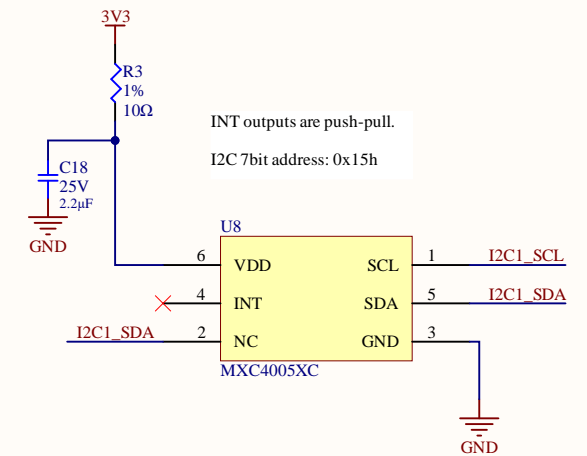 3V3
R3
1%
10Ω
INT outputs are push-pull.
I2C 7bit address: 0x15h
C18
25V
2.2µF
GND
U8
6 VDD SCL 1 I2C1_SCL
4 INT SDA 5 I2C1_SDA
I2C1_SDA 2 NC GND 3
MXC4005XC
GND